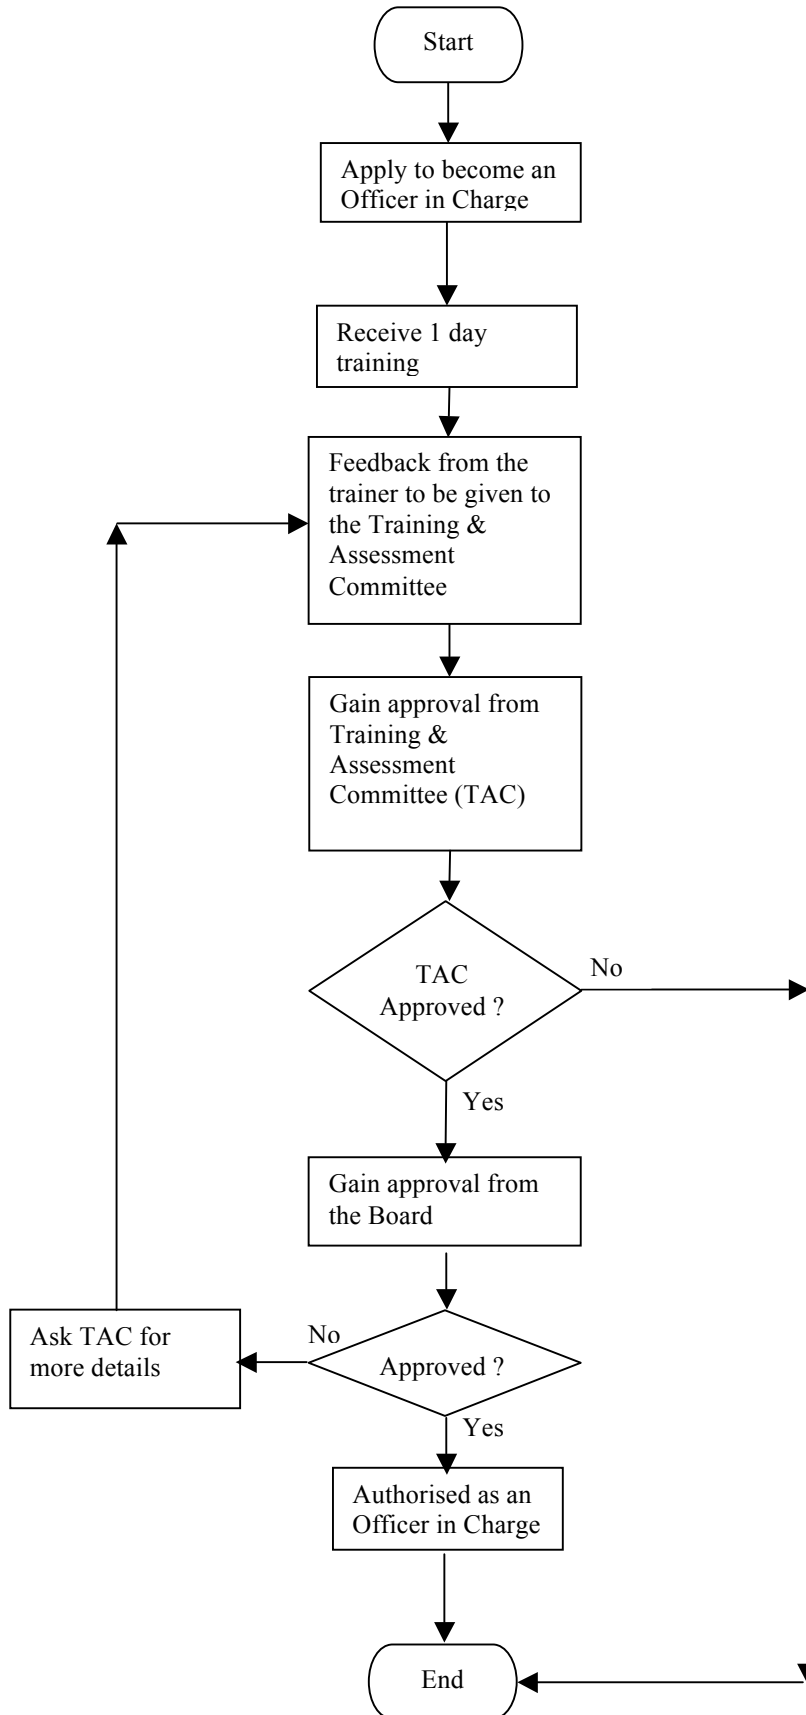 Start
Apply to become an
Officer in Charge
Receive 1 day
training
Feedback from the
trainer to be given to
the Training &
Assessment
Committee
Gain approval from
Training &
Assessment
Committee (TAC)
TAC
Approved ?
No
Yes
Gain approval from
the Board
Ask TAC for
more details
No
Approved ?
Yes
Authorised as an
Officer in Charge
End